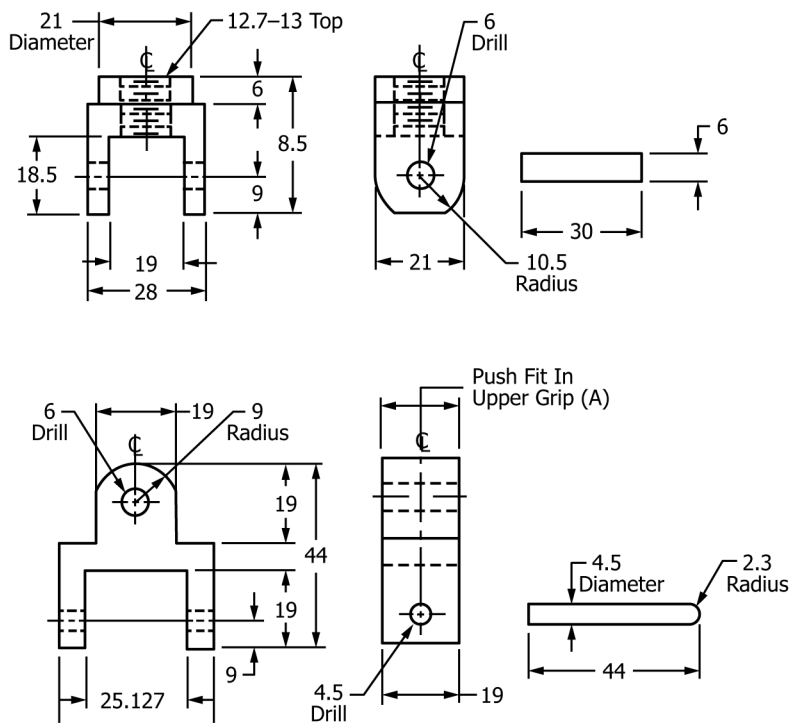 21
Diameter
12.7–13 Top
℄
6
8.5
18.5
9
19
28
6
Drill
℄
21
10.5
Radius
6
30
6
Drill
19
9
Radius
℄
19
44
19
9
25.127
Push Fit In
Upper Grip (A)
℄
4.5
Drill
19
4.5
Diameter
2.3
Radius
44